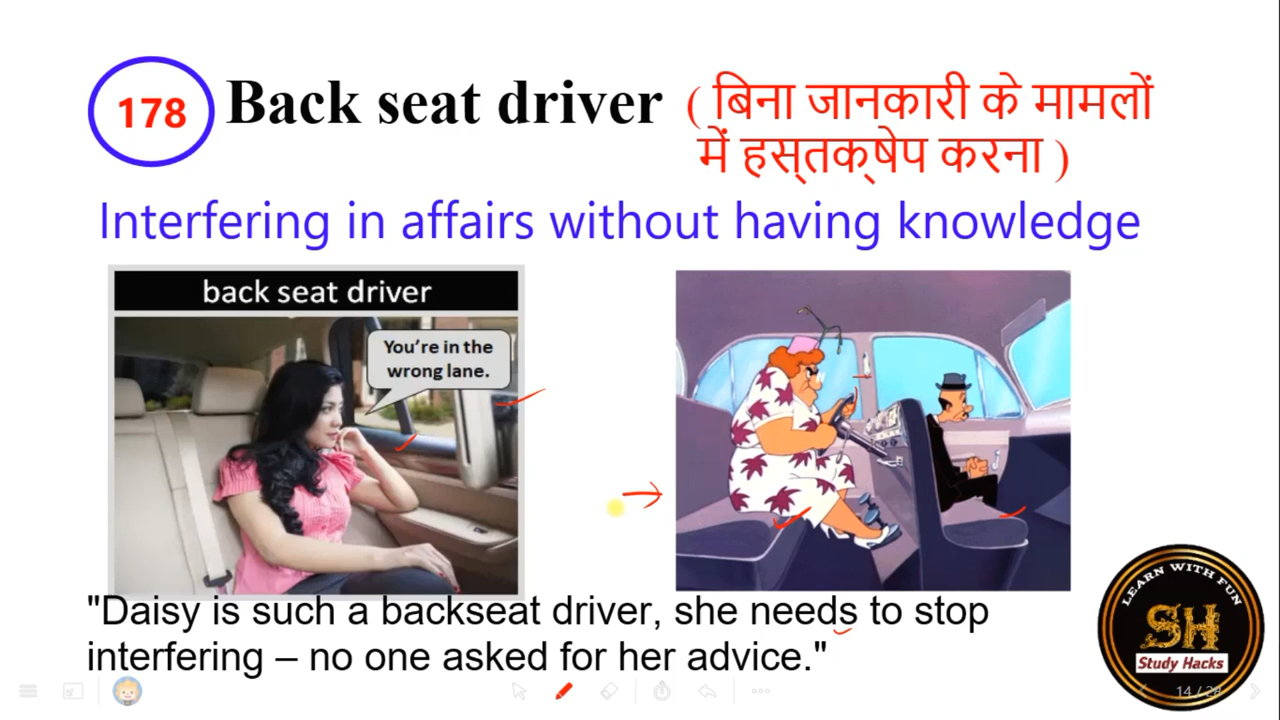 178
Back seat driver ( बिना जानकारी के मामलों
में हस्‌तक्‌षेप करना )
Interfering in affairs without having knowledge
back seat driver
You're in the
wrong lane.
"Daisy is such a backseat driver, she needs to stop
interfering – no one asked for her advice."
LEARN WITH FUN
SH
Study Hacks